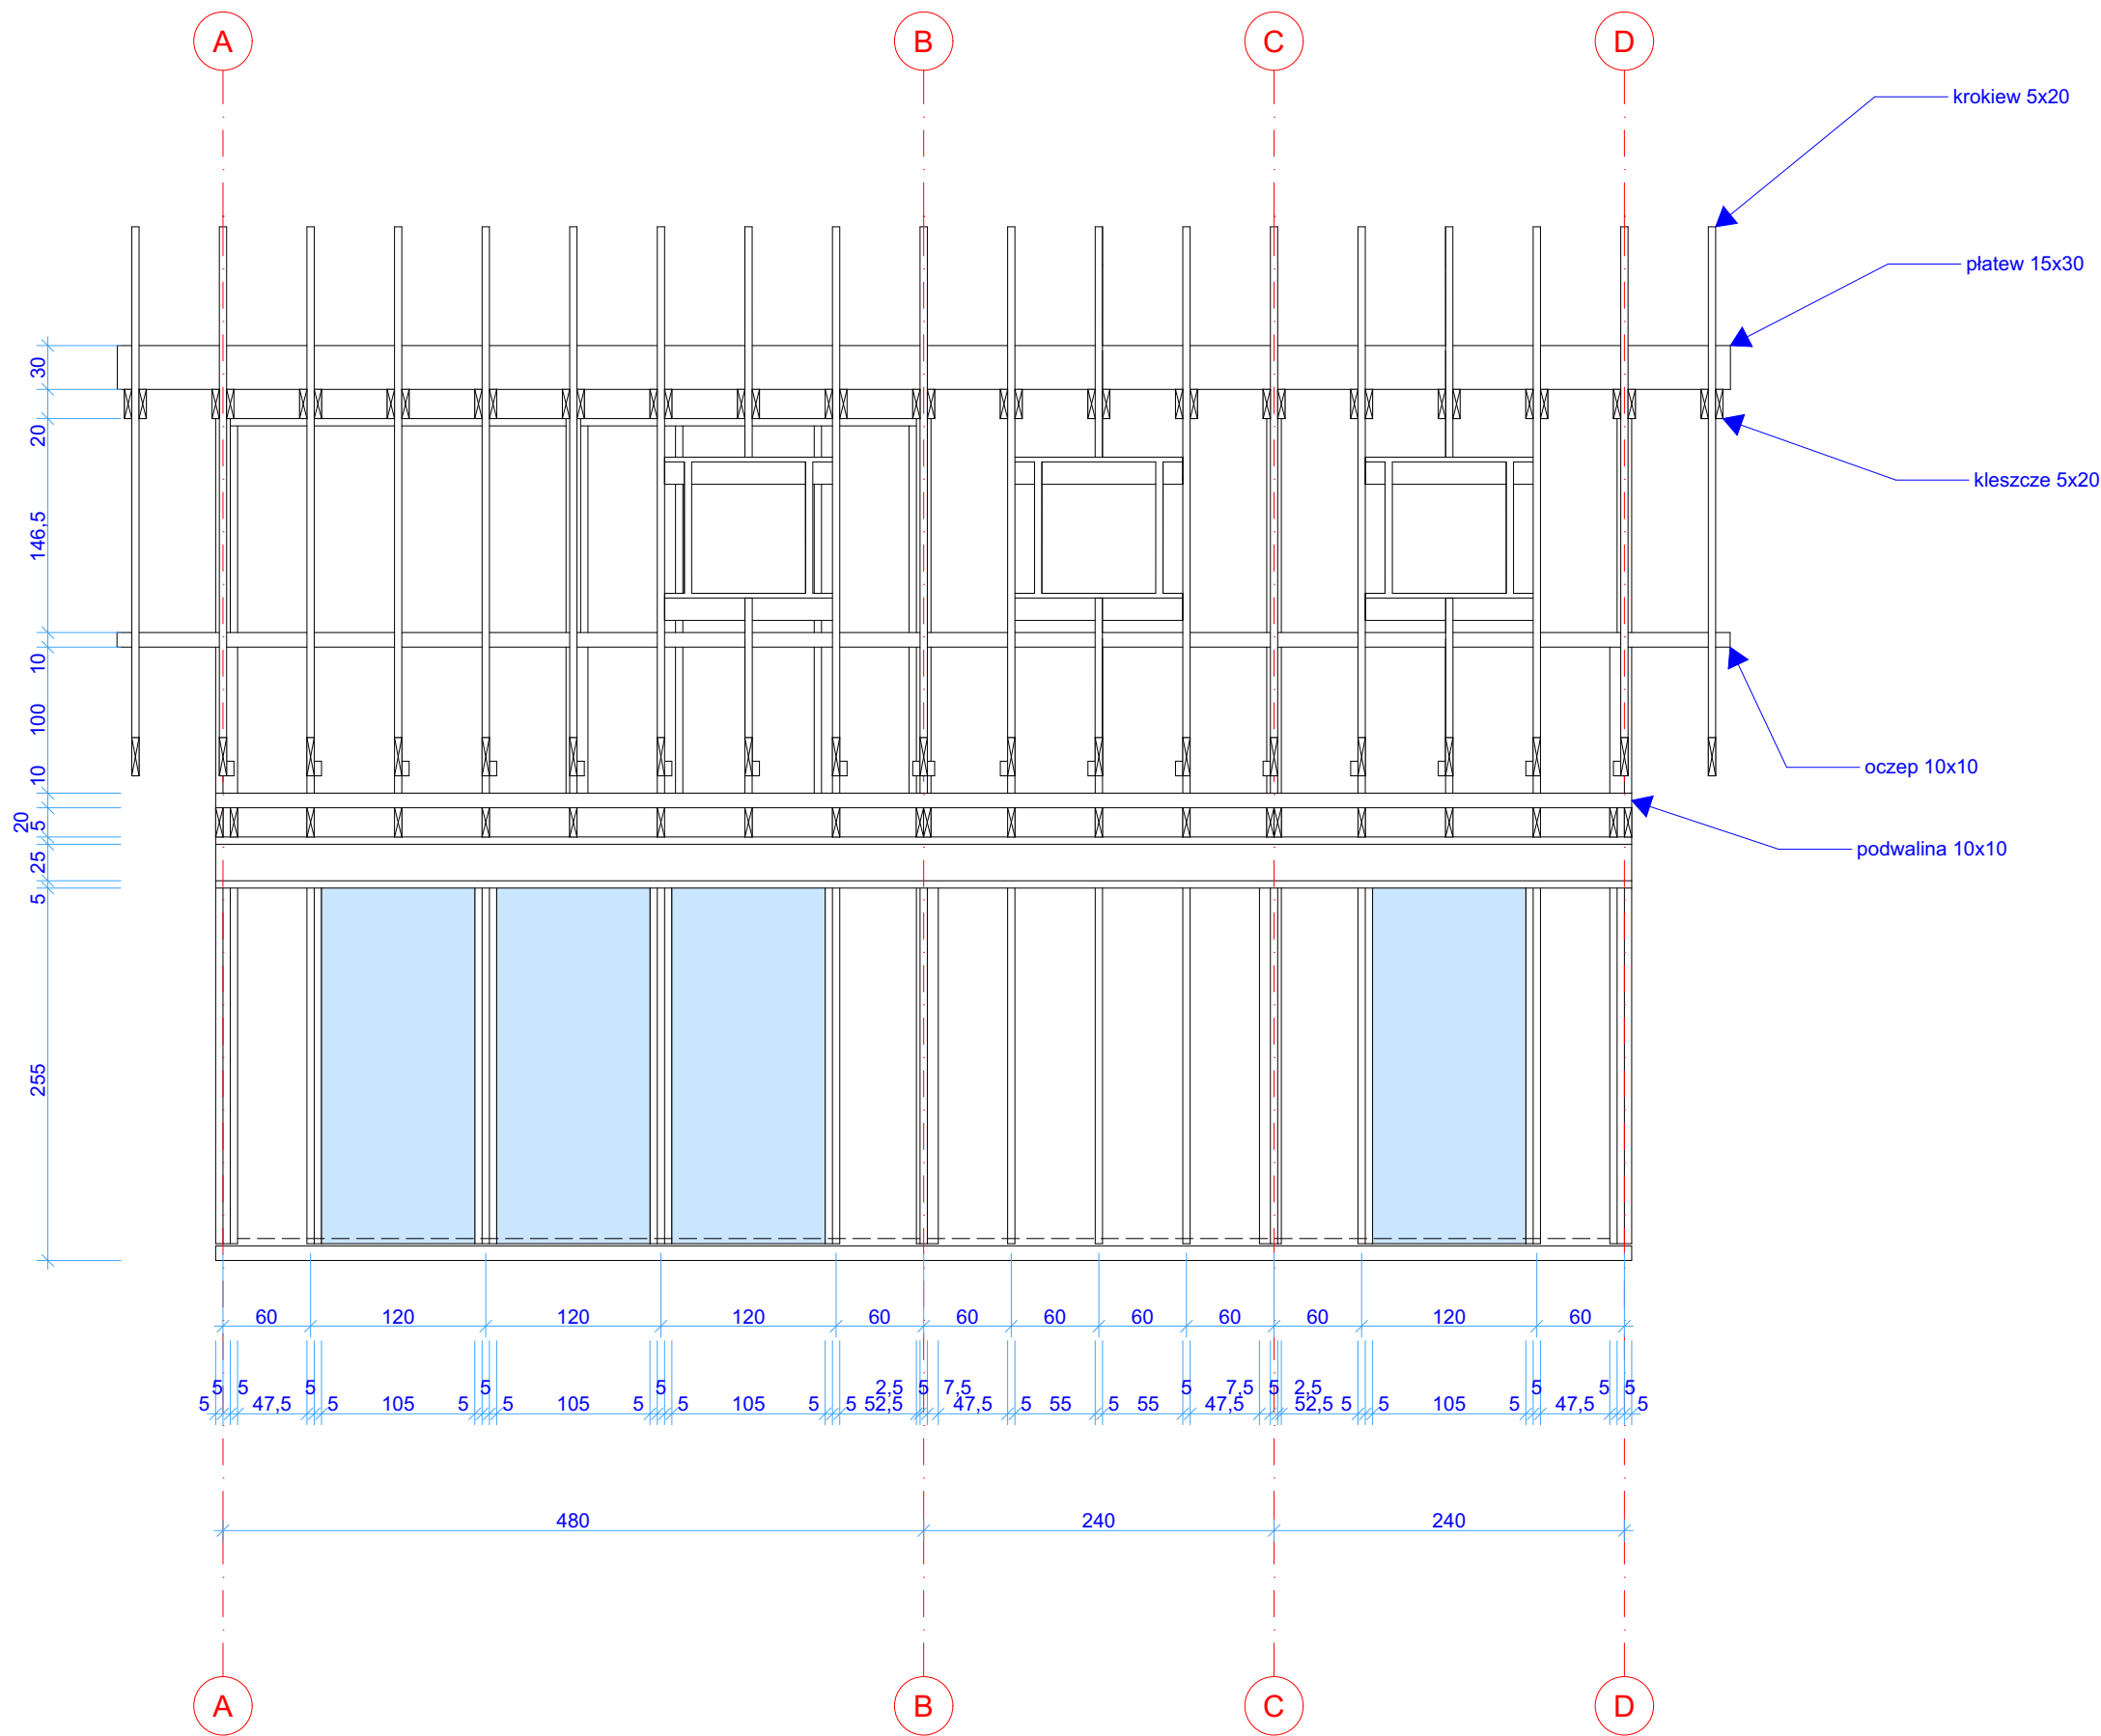 A B C D
krokiew 5x20
płatew 15x30
30
20
kleszcze 5x20
146,5
10
100
oczep 10x10
10
20
5
podwalina 10x10
25
5
255
60 120 120 120 60 60 60 60 60 60 120 60
5 5 5 5 5 2,5 5 7,5 5 7,5 5 2,5 5 5 5
5 47,5 5 105 5 5 105 5 5 105 5 5 52,5 47,5 5 55 5 55 47,5 52,5 5 5 105 5 47,5 5
480 240 240
A B C D